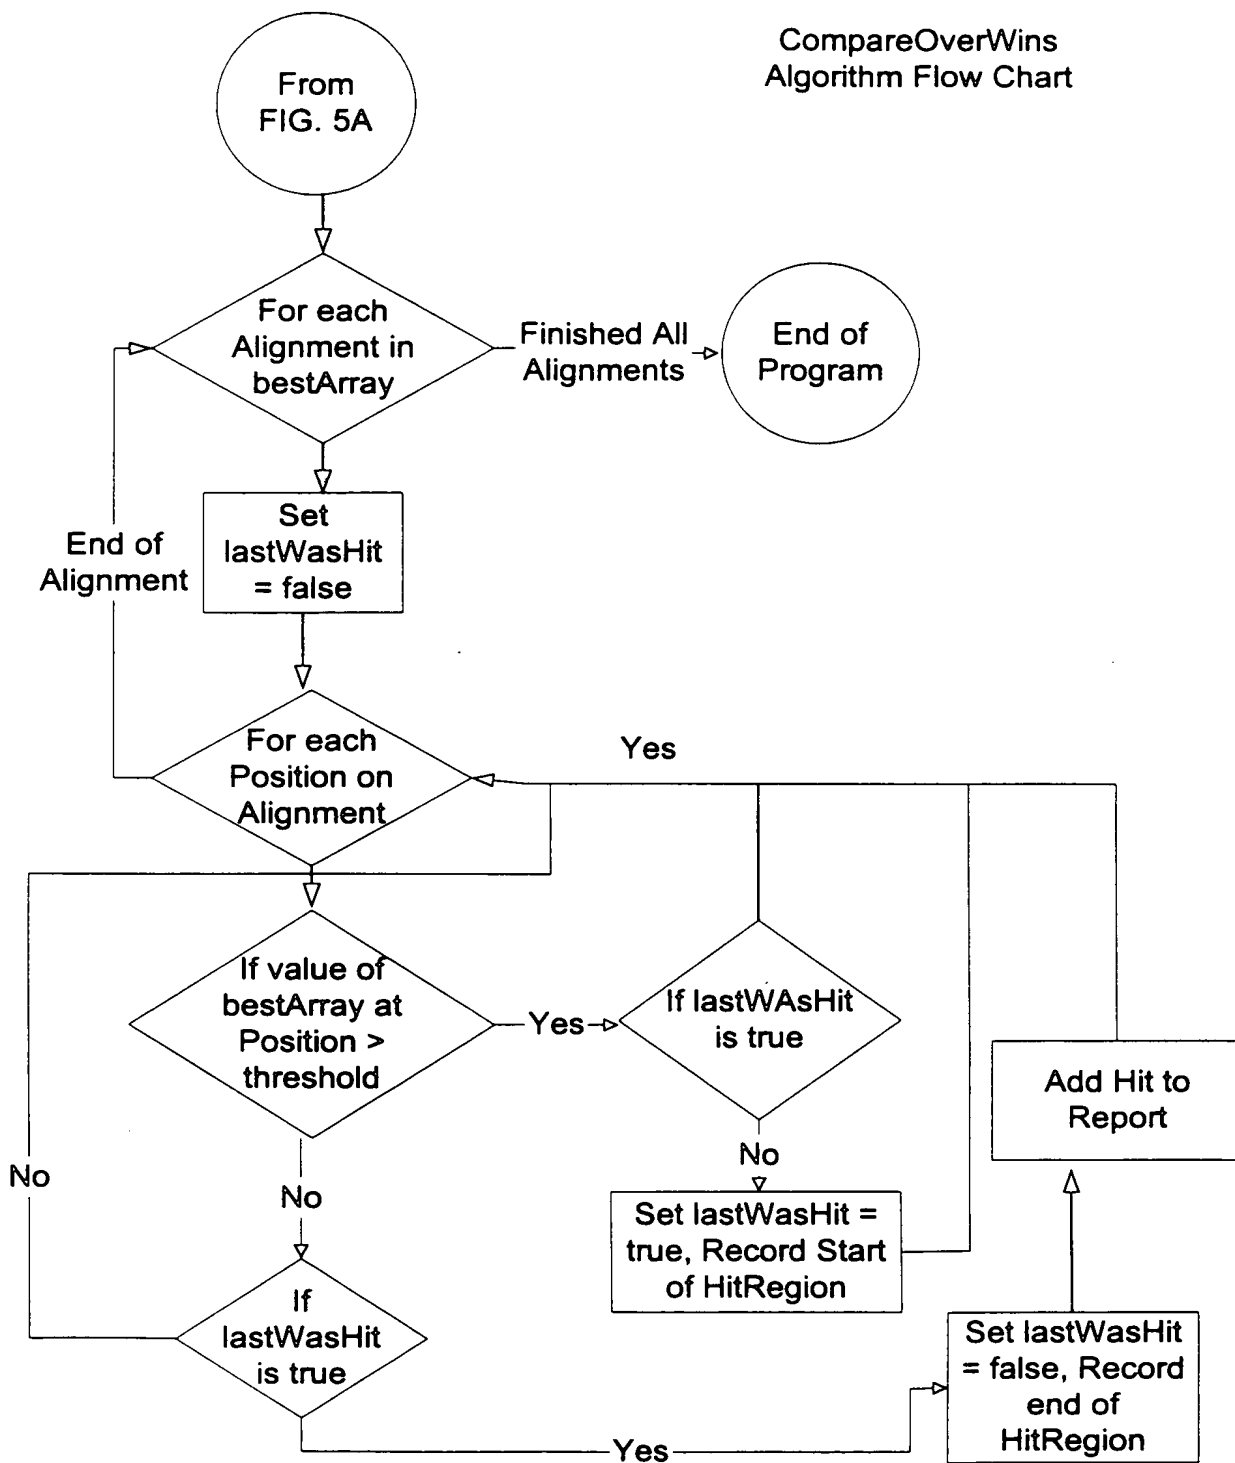 CompareOverWins
Algorithm Flow Chart
From
FIG. 5A
For each
Alignment in
bestArray
Finished All
Alignments
End of
Program
Set
lastWasHit
= false
End of
Alignment
For each
Position on
Alignment
Yes
If value of
bestArray at
Position >
threshold
Yes
If lastWAsHit
is true
Add Hit to
Report
No
No
No
Set lastWasHit =
true, Record Start
of HitRegion
If
lastWasHit
is true
Set lastWasHit
= false, Record
end of
HitRegion
Yes